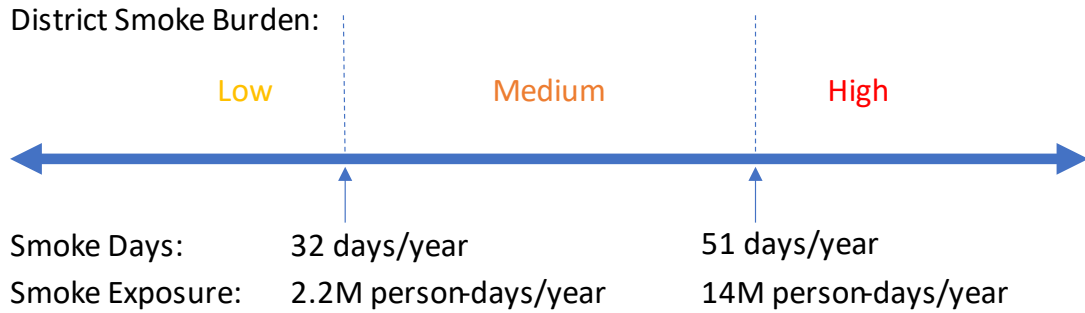 District Smoke Burden:
Low Medium High
Smoke Days: 32 days/year 51 days/year
Smoke Exposure: 2.2M person-days/year 14M person-days/year